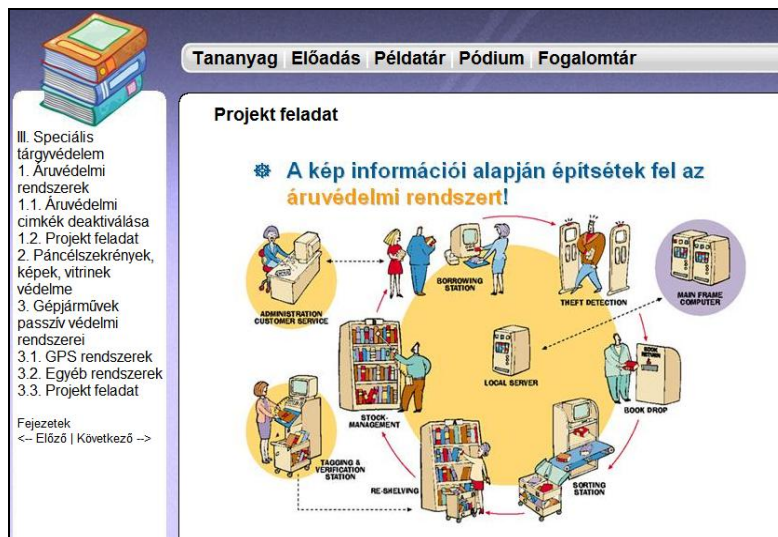 Tananyag | Előadás | Példatár | Pódium | Fogalomtár
III. Speciális
tárgyvédelem
1. Áruvédelmi
rendszerek
1.1. Áruvédelmi
cimkék deaktiválása
1.2. Projekt feladat
2. Páncélszekrények,
képek, vitrinek
védelme
3. Gépjárművek
passzív védelmi
rendszerei
3.1. GPS rendszerek
3.2. Egyéb rendszerek
3.3. Projekt feladat
Fejezetek
<-- Előző | Következő -->
Projekt feladat
A kép információi alapján építsétek fel az
áruvédelmi rendszert!
ADMINISTRATION
CUSTOMER SERVICE
BORROWING
STATION
THEFT DETECTION
MAIN FRAME
COMPUTER
LOCAL SERVER
BOOK
RETURN
BOOK DROP
STOCK-
MANAGEMENT
TAGGING &
VERIFICATION
STATION
RE-SHELVING
SORTING
STATION